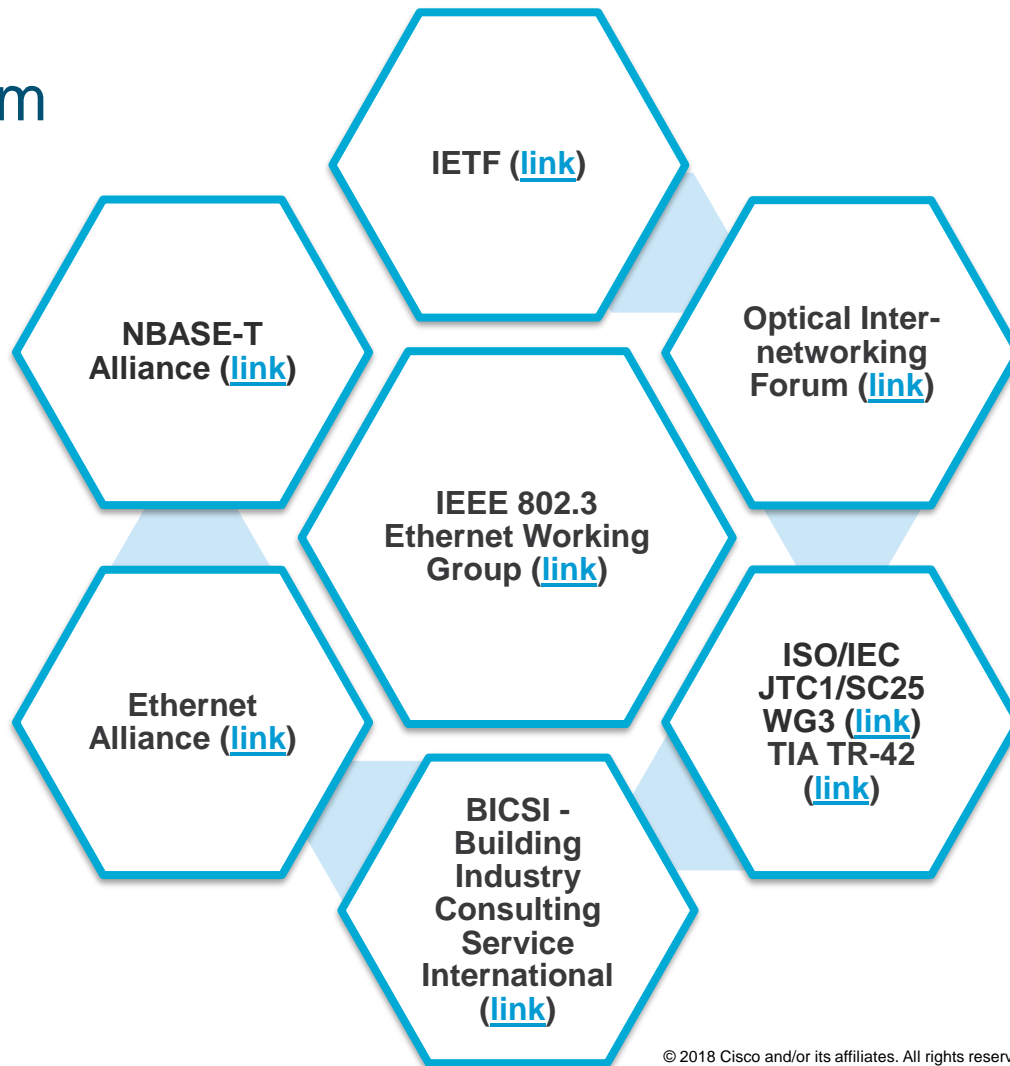 m
IETF (link)
NBASE-T
Alliance (link)
Optical Inter-
networking
Forum (link)
IEEE 802.3
Ethernet Working
Group (link)
Ethernet
Alliance (link)
ISO/IEC
JTC1/SC25
WG3 (link)
TIA TR-42
(link)
BICSI -
Building
Industry
Consulting
Service
International
(link)
© 2018 Cisco and/or its affiliates. All rights reserv